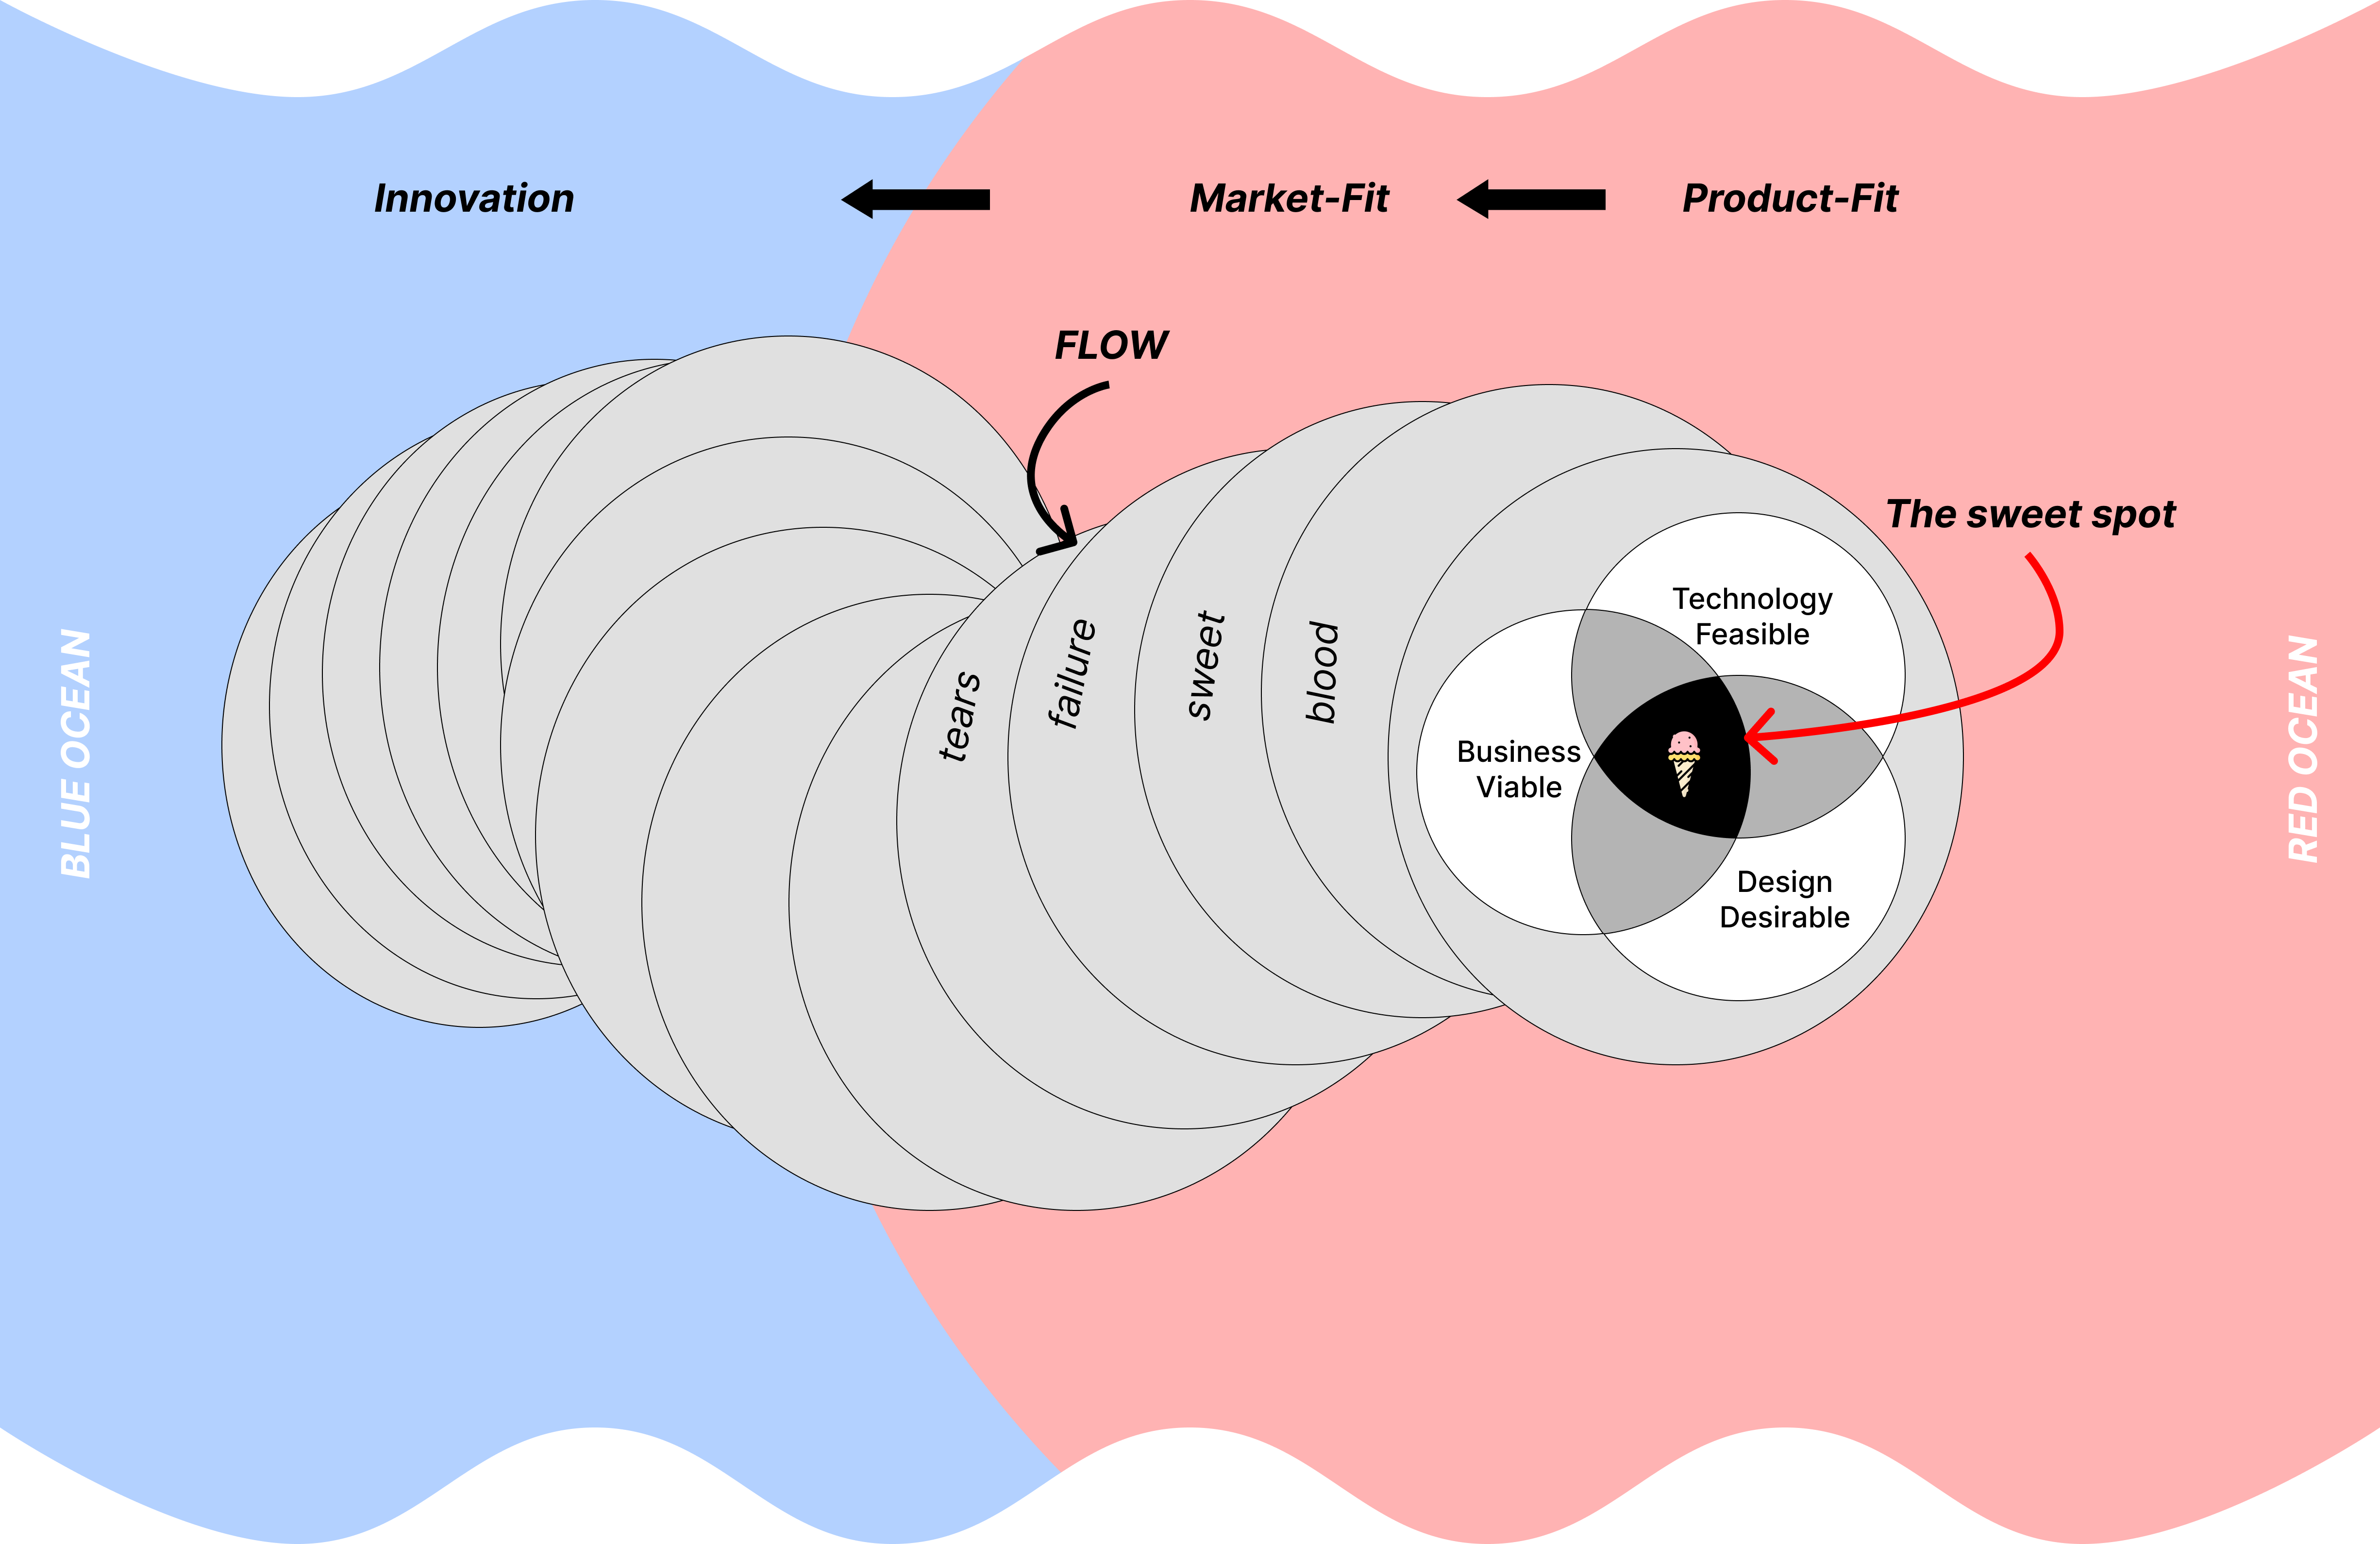 Innovation
Market-Fit
Product-Fit
FLOW
The sweet spot
BLUE OCEAN
tears
failure
sweet
blood
Technology
Feasible
Business
Viable
Design
Desirable
RED OCEAN